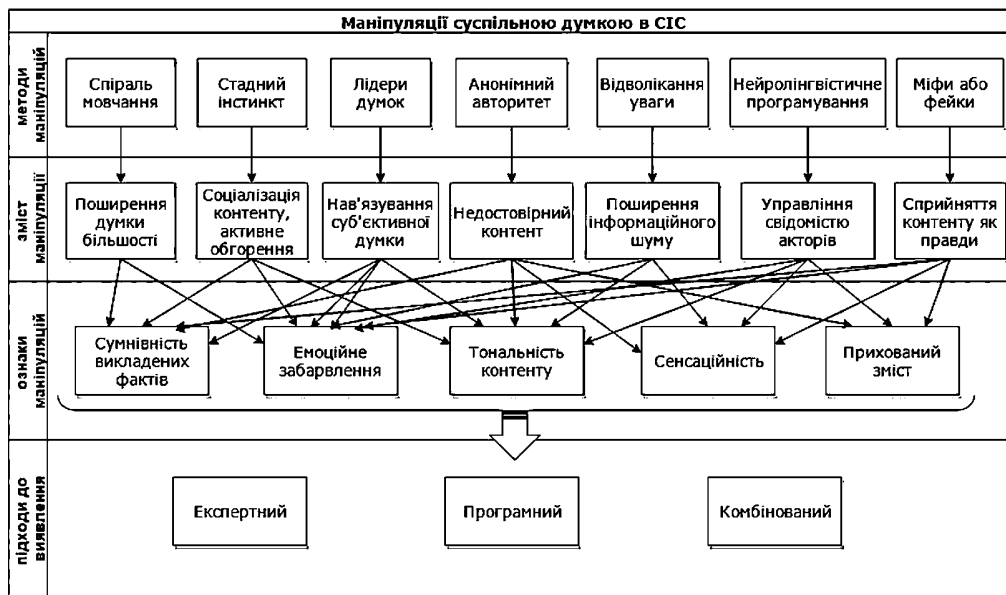 Маніпуляції суспільною думкою в СІС
методи
маніпуляцій
Спіраль
мовчання
Стадний
інстинкт
Лідери
думок
Анонімний
авторитет
Відволікання
уваги
Нейролінгвістичне
програмування
Міфи або
фейки
зміст
маніпуляції
Поширення
думки
більшості
Соціалізація
контенту,
активне
обгорення
Нав'язування
суб'єктивної
думки
Недостовірний
контент
Поширення
інформаційного
шуму
Управління
свідомістю
акторів
Сприйняття
контенту як
правди
ознаки
маніпуляцій
Сумнівність
викладених
фактів
Емоційне
забарвлення
Тональність
контенту
Сенсаційність
Прихований
зміст
підходи до
виявлення
Експертний
Програмний
Комбінований